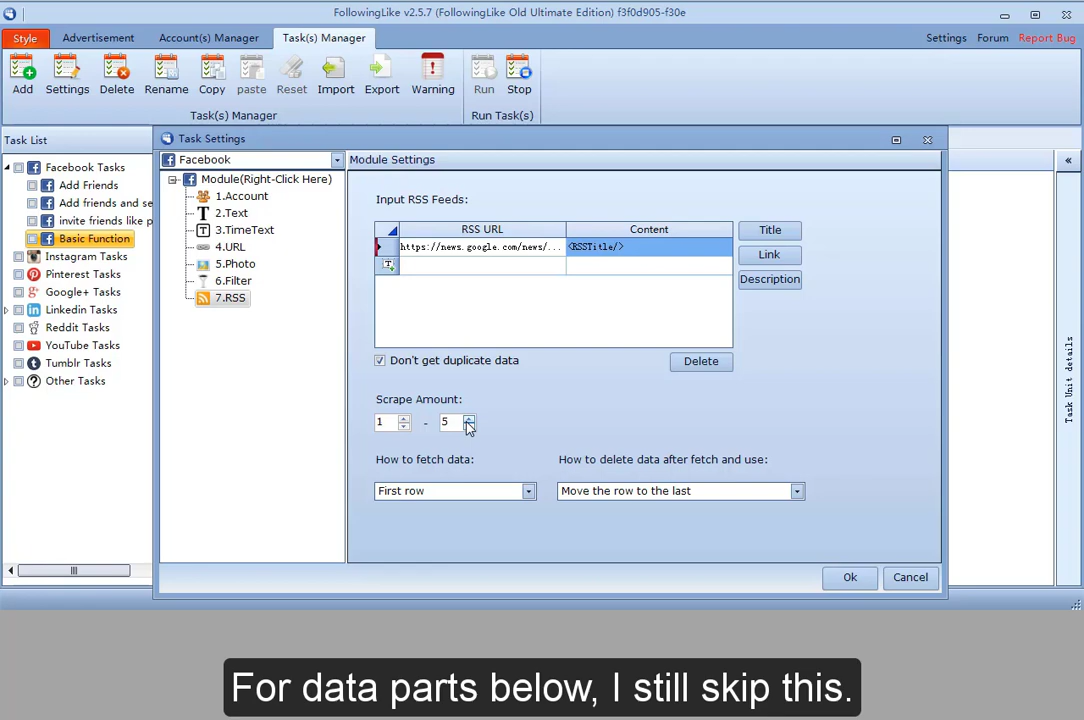 FollowingLike v2.5.7 (FollowingLike Old Ultimate Edition) f3f0d905-f30e
Style Advertisement Account(s) Manager Task(s) Manager Settings Forum Report Bug
Add Settings Delete Rename Copy paste Reset Import Export Warning Run Stop
Task(s) Manager Run Task(s)
Task List
Facebook Tasks
Add Friends
Add friends and se
invite friends like p
Basic Function
Instagram Tasks
Pinterest Tasks
Google+ Tasks
Linkedin Tasks
Reddit Tasks
YouTube Tasks
Tumblr Tasks
Other Tasks
Task Settings
Facebook
Module(Right-Click Here)
1.Account
2.Text
3.TimeText
4.URL
5.Photo
6.Filter
7.RSS
Module Settings
Input RSS Feeds:
RSS URL Content
https://news.google.com/news/... <RSSTitle/>
Title
Link
Description
Don't get duplicate data
Delete
Scrape Amount:
1 - 5
How to fetch data: How to delete data after fetch and use:
First row Move the row to the last
Ok Cancel
«
Task Unit details
For data parts below, I still skip this.